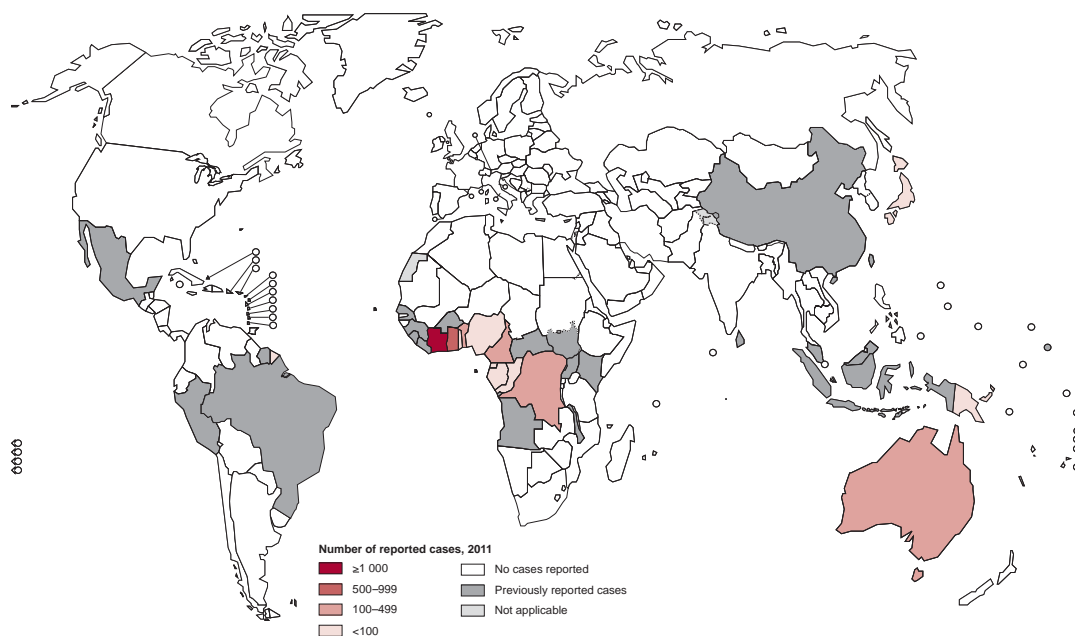 Number of reported cases, 2011
≥1 000
500–999
100–499
<100
No cases reported
Previously reported cases
Not applicable